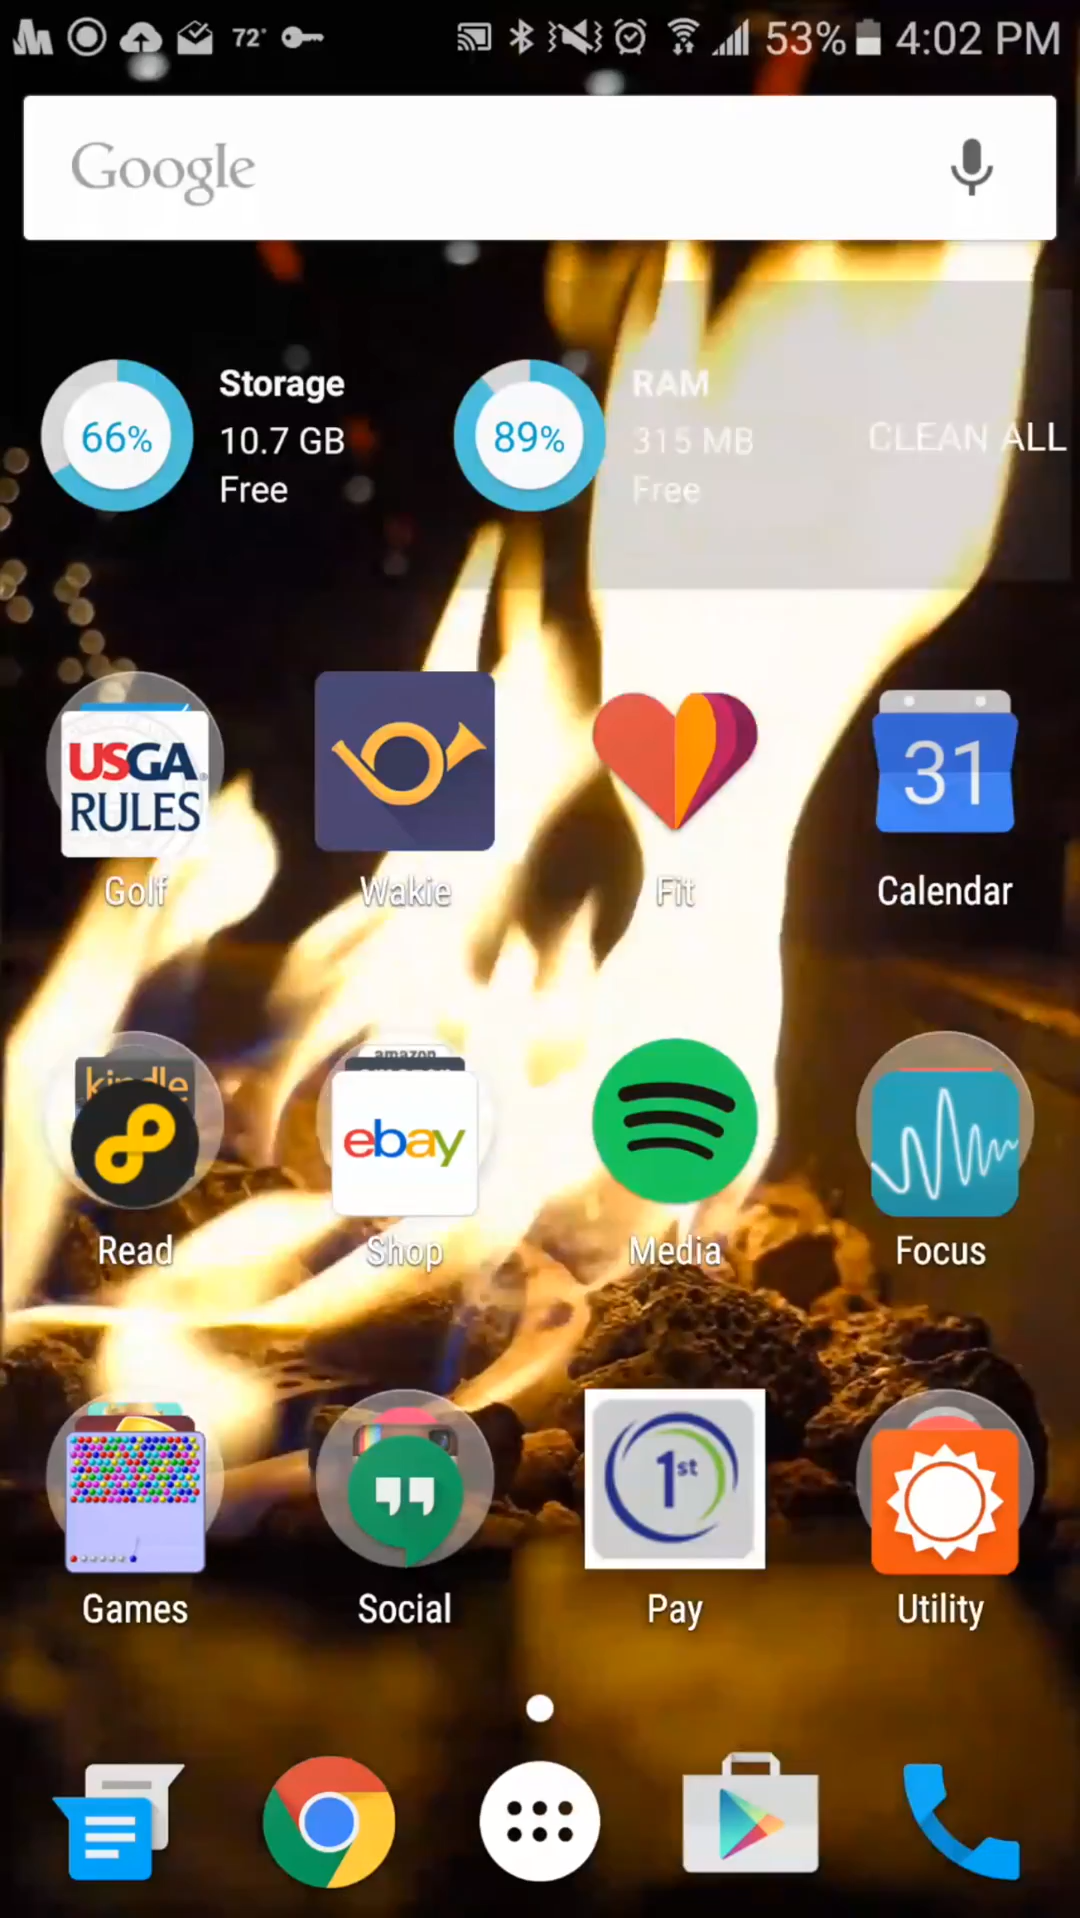 72°
53%
4:02 PM
Google
66%
Storage
10.7 GB
Free
89%
RAM
315 MB
Free
CLEAN ALL
USGA
RULES
31
Golf
Wakie
Fit
Calendar
kindle
amazon
ebay
Read
Shop
Media
Focus
1st
Games
Social
Pay
Utility